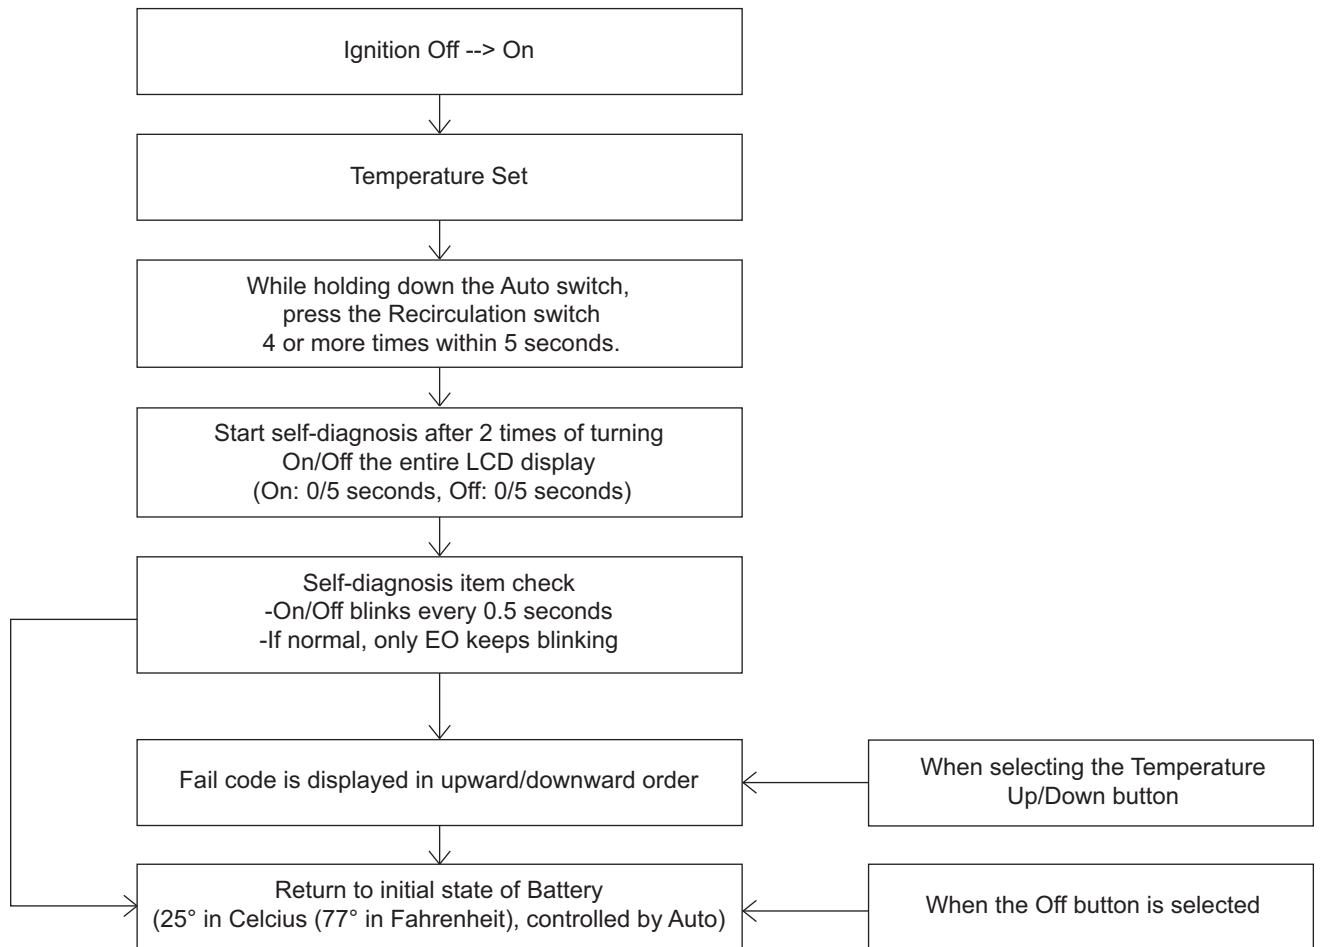 Ignition Off --> On
Temperature Set
While holding down the Auto switch,
press the Recirculation switch
4 or more times within 5 seconds.
Start self-diagnosis after 2 times of turning
On/Off the entire LCD display
(On: 0/5 seconds, Off: 0/5 seconds)
Self-diagnosis item check
-On/Off blinks every 0.5 seconds
-If normal, only EO keeps blinking
Fail code is displayed in upward/downward order
When selecting the Temperature
Up/Down button
Return to initial state of Battery
(25° in Celcius (77° in Fahrenheit), controlled by Auto)
When the Off button is selected